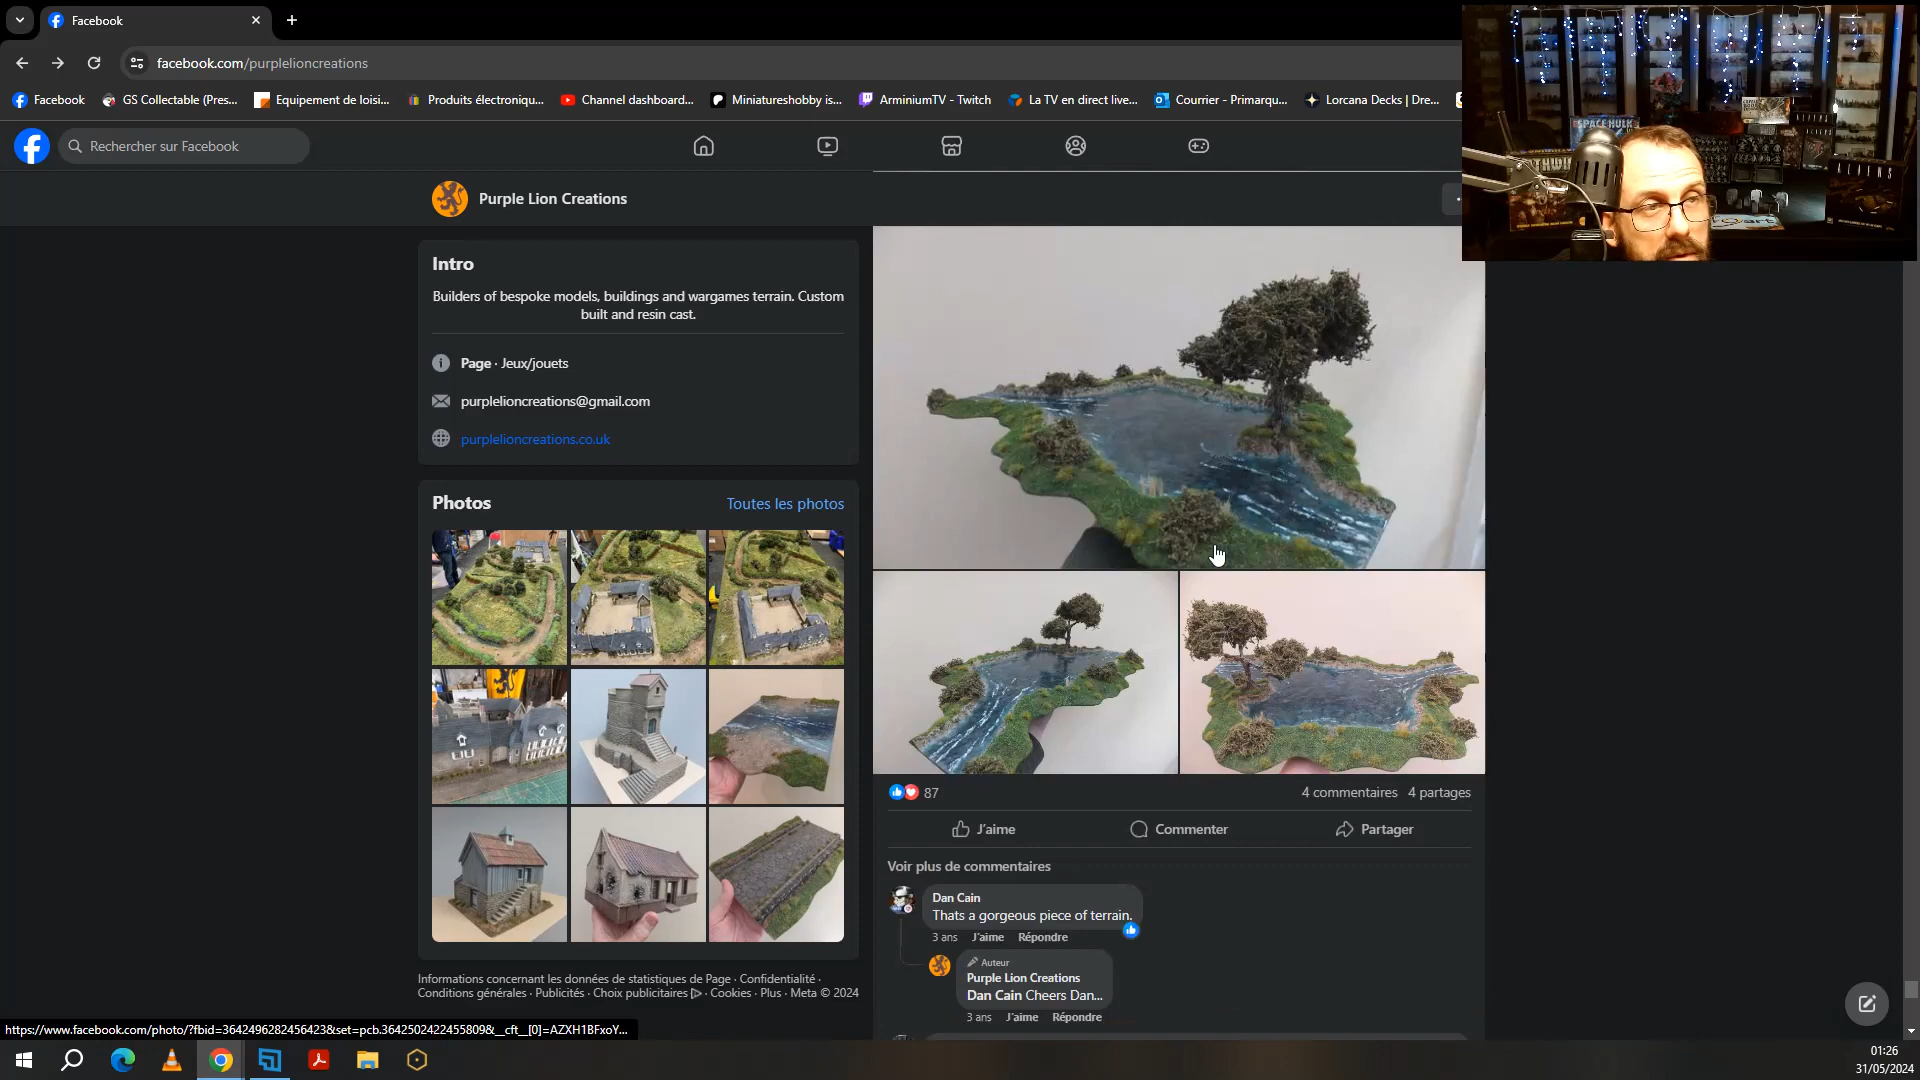 Facebook
facebook.com/purplelioncreations
Facebook
GS Collectable (Pres...
Equipement de loisi...
Produits électroniqu...
Channel dashboard...
Miniatureshobby is...
ArminiumTV - Twitch
La TV en direct live...
Courrier - Primarqu...
Lorcana Decks | Dre...
SPACE HULK
ALIENS
Rechercher sur Facebook
Purple Lion Creations
Intro
Builders of bespoke models, buildings and wargames terrain. Custom
built and resin cast.
Page · Jeux/jouets
purplelioncreations@gmail.com
purplelioncreations.co.uk
Photos
Toutes les photos
87
4 commentaires
4 partages
J'aime
Commenter
Partager
Voir plus de commentaires
Dan Cain
Thats a gorgeous piece of terrain.
3 ans J'aime Répondre
Auteur
Purple Lion Creations
Dan Cain Cheers Dan...
3 ans J'aime Répondre
Informations concernant les données de statistiques de Page · Confidentialité ·
Conditions générales · Publicités · Choix publicitaires · Cookies · Plus · Meta © 2024
https://www.facebook.com/photo/?fbid=3642496282456423&set=pcb.3642502422455809&__cft__[0]=AZXH1BFxoY...
01:26
31/05/2024